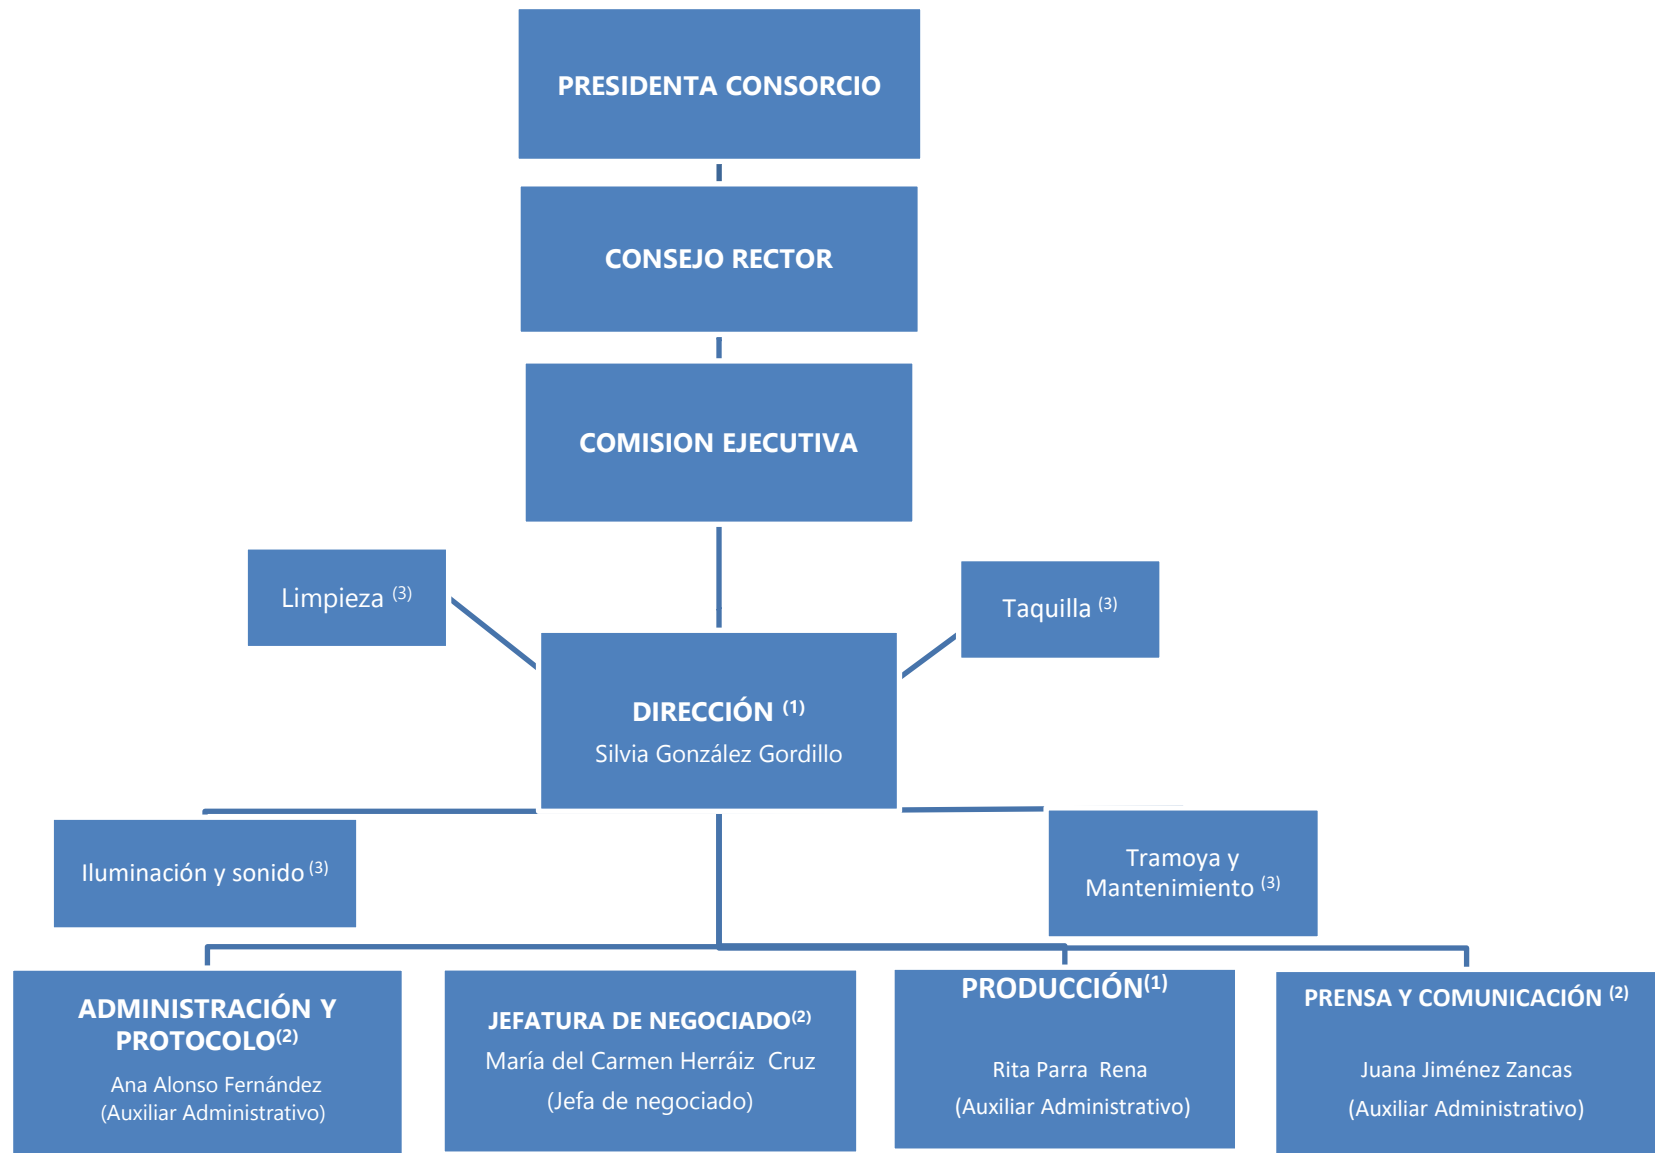 PRESIDENTA CONSORCIO
CONSEJO RECTOR
COMISION EJECUTIVA
Limpieza (3)
Taquilla (3)
DIRECCIÓN (1)
Silvia González Gordillo
Iluminación y sonido (3)
Tramoya y
Mantenimiento (3)
ADMINISTRACIÓN Y
PROTOCOLO(2)
Ana Alonso Fernández
(Auxiliar Administrativo)
JEFATURA DE NEGOCIADO(2)
María del Carmen Herráiz Cruz
(Jefa de negociado)
PRODUCCIÓN(1)
Rita Parra Rena
(Auxiliar Administrativo)
PRENSA Y COMUNICACIÓN (2)
Juana Jiménez Zancas
(Auxiliar Administrativo)